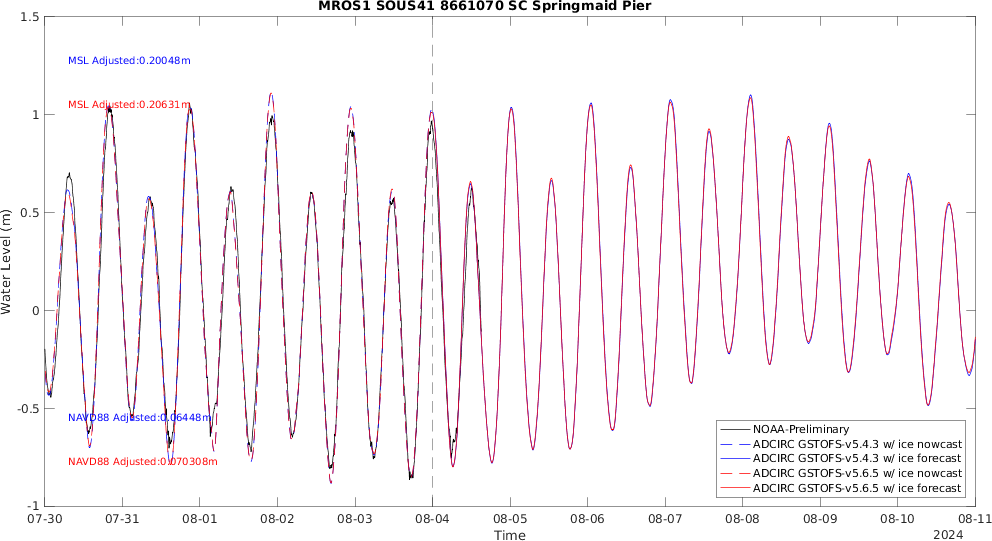 MROS1 SOUS41 8661070 SC Springmaid Pier
1.5
1
0.5
0
-0.5
-1
Water Level (m)
MSL Adjusted:0.20048m
MSL Adjusted:0.20631m
NAVD88 Adjusted:0.06448m
NAVD88 Adjusted:0.070308m
NOAA-Preliminary
ADCIRC GSTOFS-v5.4.3 w/ ice nowcast
ADCIRC GSTOFS-v5.4.3 w/ ice forecast
ADCIRC GSTOFS-v5.6.5 w/ ice nowcast
ADCIRC GSTOFS-v5.6.5 w/ ice forecast
07-30 07-31 08-01 08-02 08-03 08-04 08-05 08-06 08-07 08-08 08-09 08-10 08-11
Time
2024